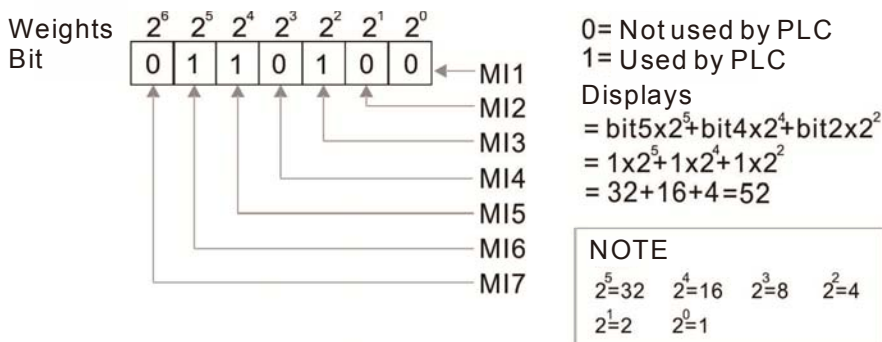 Weights 2⁶ 2⁵ 2⁴ 2³ 2² 2¹ 2⁰
Bit 0 1 1 0 1 0 0
MI1
MI2
MI3
MI4
MI5
MI6
MI7
0= Not used by PLC
1= Used by PLC
Displays
= bit5x2⁵+bit4x2⁴+bit2x2²
= 1x2⁵+1x2⁴+1x2²
= 32+16+4=52
NOTE
2⁵=32 2⁴=16 2³=8 2²=4
2¹=2 2⁰=1